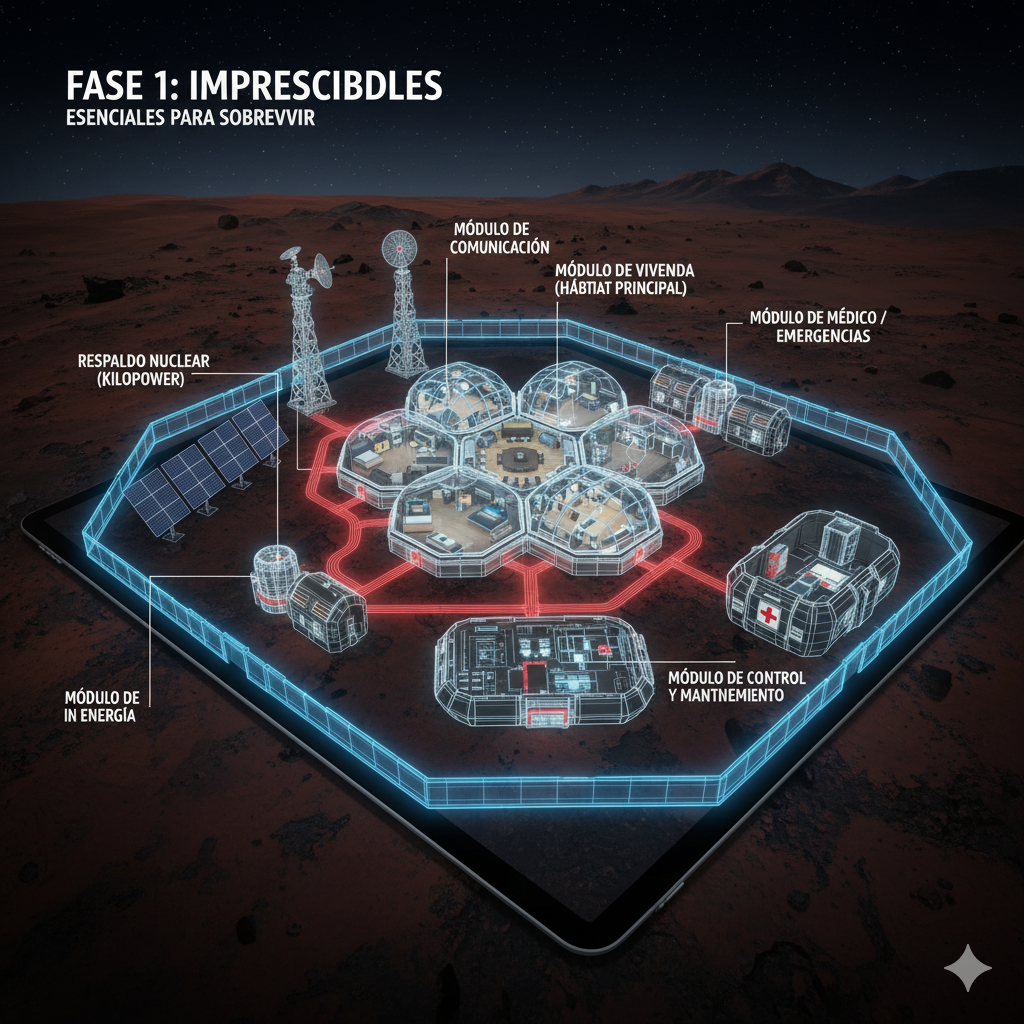 FASE 1: IMPRESCIBDLES
ESENCIALES PARA SOBREVVIR
MÓDULO DE
COMUNICACIÓN
MÓDULO DE VIVENDA
(HÁBTIAT PRINCIPAL)
MÓDULO DE MÉDICO /
EMERGENCIAS
RESPALDO NUCLEAR
(KILOPOWER)
MÓDULO DE CONTROL
Y MANTNEMIENTO
MÓDULO DE
IN ENERGÍA